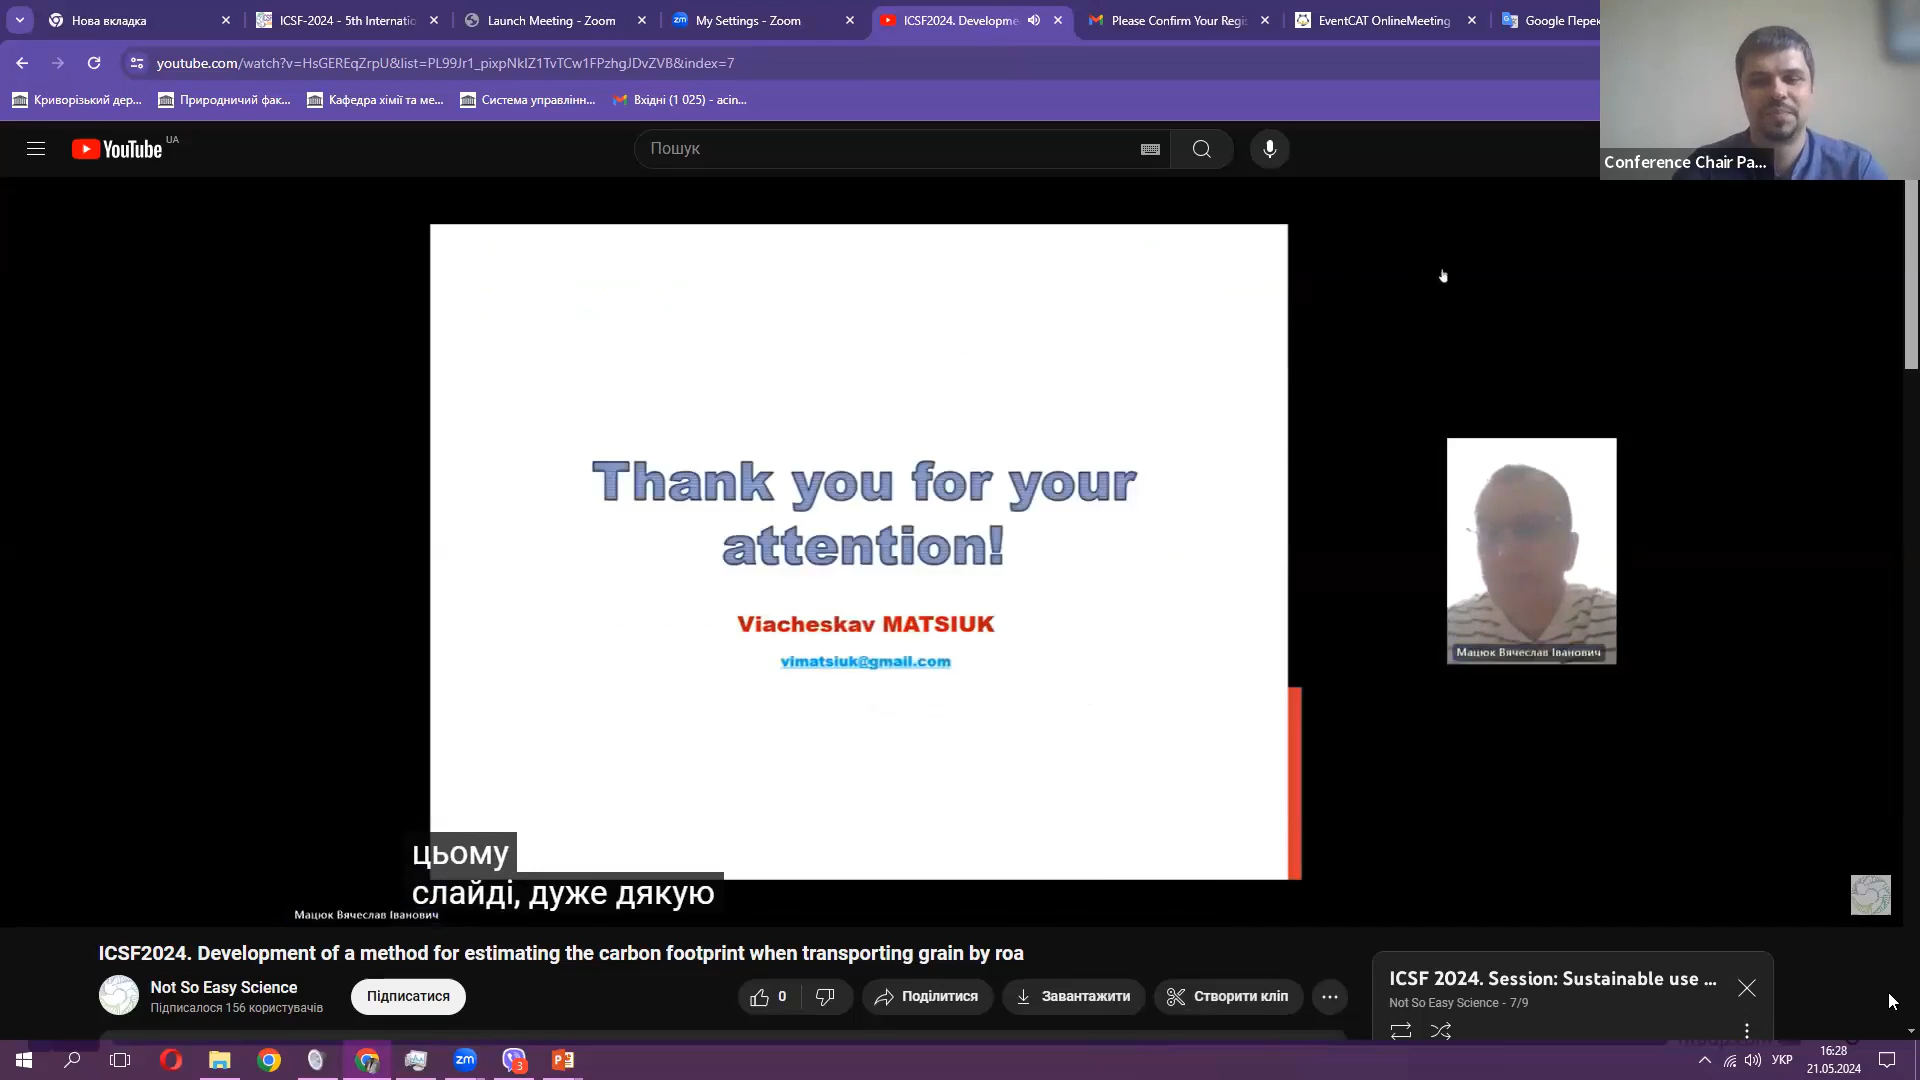 Нова вкладка
ICSF-2024 - 5th Internatio
Launch Meeting - Zoom
My Settings - Zoom
ICSF2024. Developme
Please Confirm Your Regi
EventCAT OnlineMeeting
Google Перек
youtube.com/watch?v=HsGEREqZrpU&list=PL99Jr1_pixpNkIZ1TvTCw1FPzhgJDvZVB&index=7
Криворізький дер...
Природничий фак...
Кафедра хімії та ме...
Система управлінн...
Вхідні (1 025) - acin...
Conference Chair Pa...
YouTube UA
Пошук
Thank you for your
attention!
Viacheskav MATSIUK
vimatsiuk@gmail.com
Мацюк Вячеслав Іванович
цьому
слайді, дуже дякую
Мацюк Вячеслав Іванович
ICSF2024. Development of a method for estimating the carbon footprint when transporting grain by roa
Not So Easy Science
Підписалося 156 користувачів
Підписатися
0
Поділитися
Завантажити
Створити кліп
ICSF 2024. Session: Sustainable use ...
Not So Easy Science - 7/9
zm
3
УКР
16:28
21.05.2024